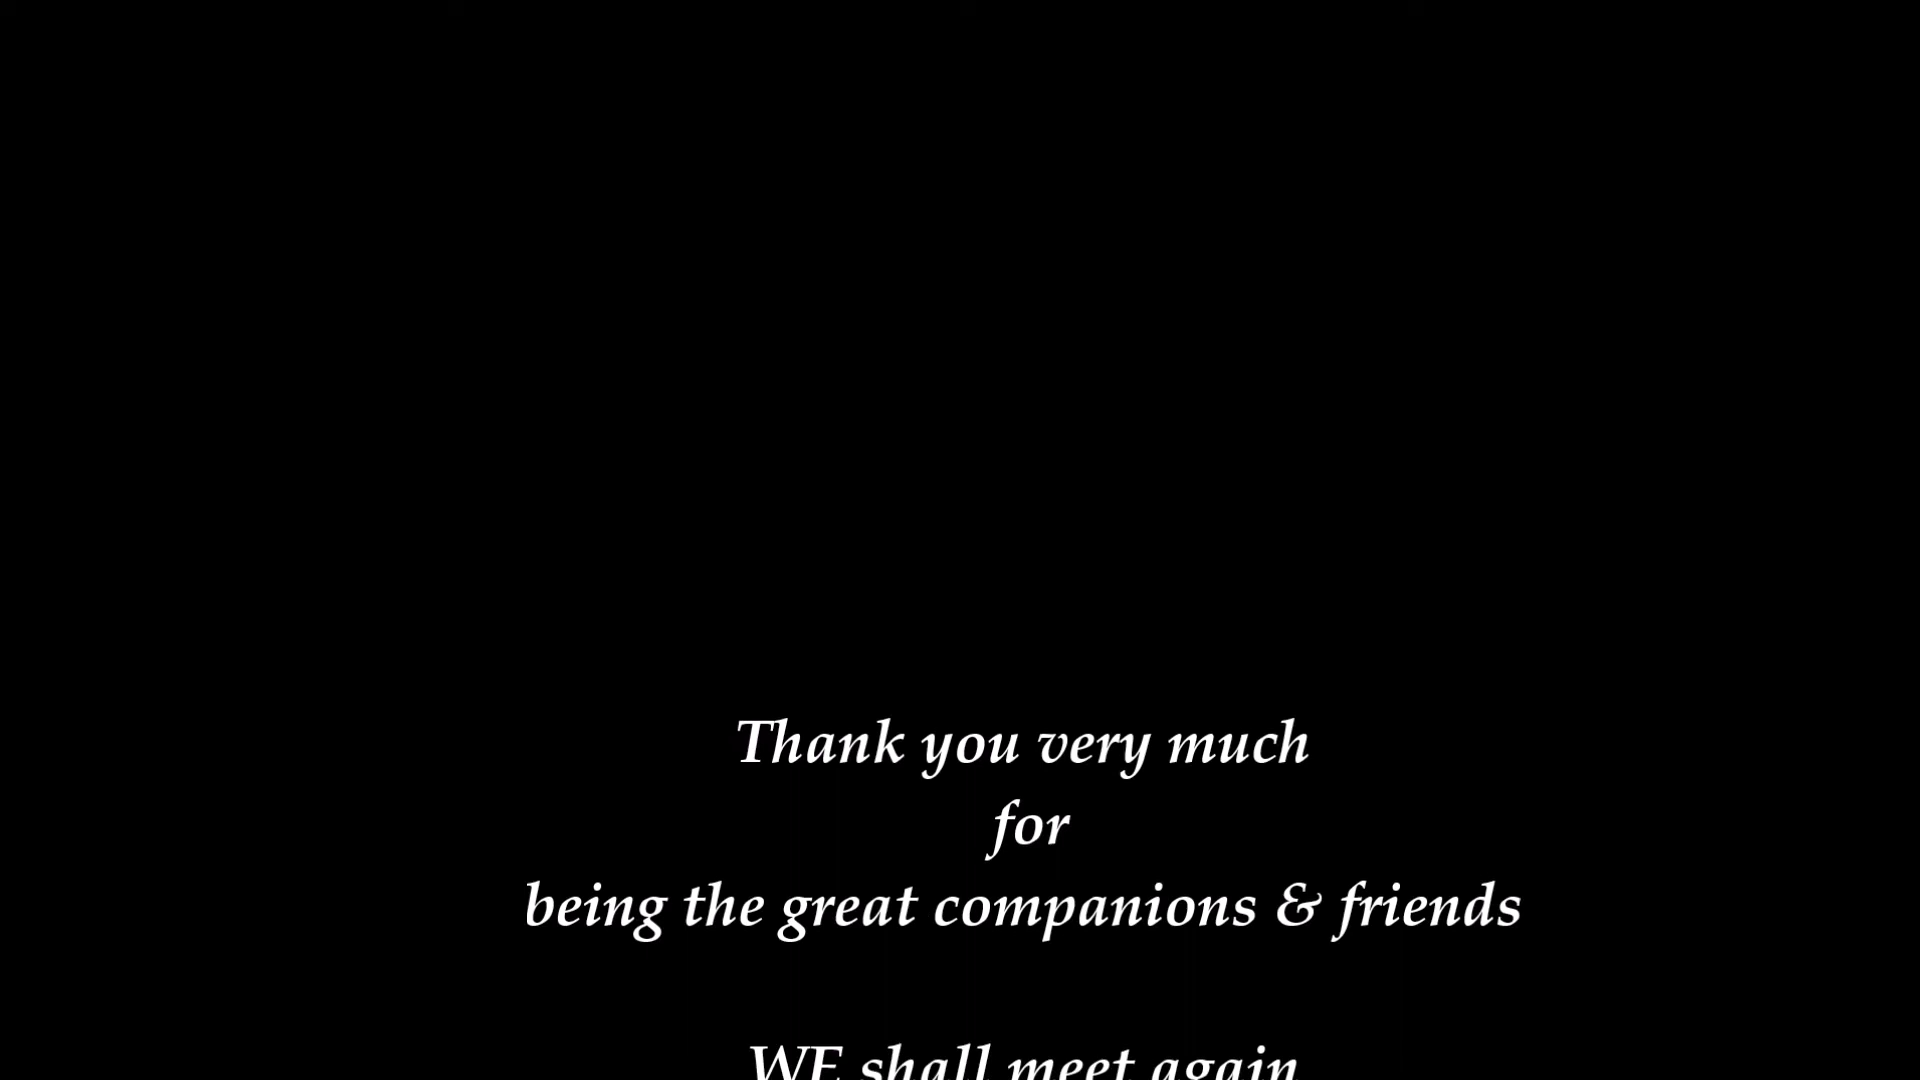 Thank you very much
for
being the great companions & friends
WE shall meet again